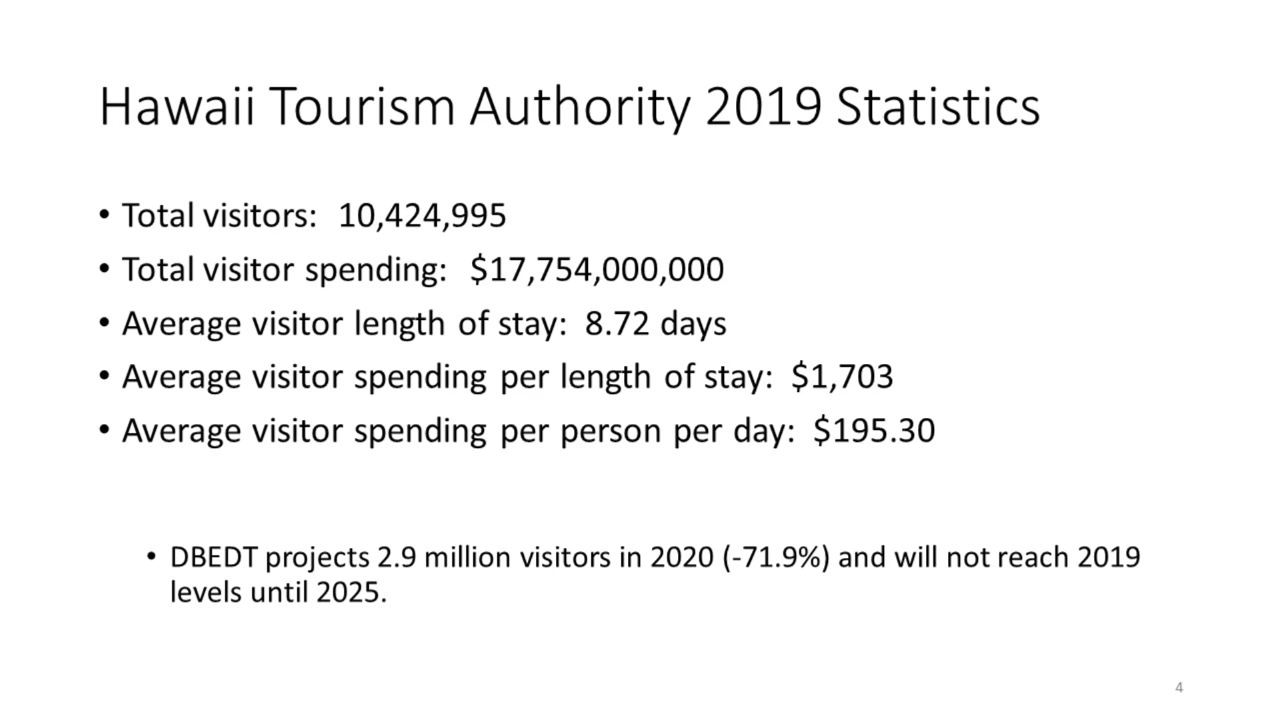 Hawaii Tourism Authority 2019 Statistics
• Total visitors: 10,424,995
• Total visitor spending: $17,754,000,000
• Average visitor length of stay: 8.72 days
• Average visitor spending per length of stay: $1,703
• Average visitor spending per person per day: $195.30
• DBEDT projects 2.9 million visitors in 2020 (-71.9%) and will not reach 2019
levels until 2025.
4